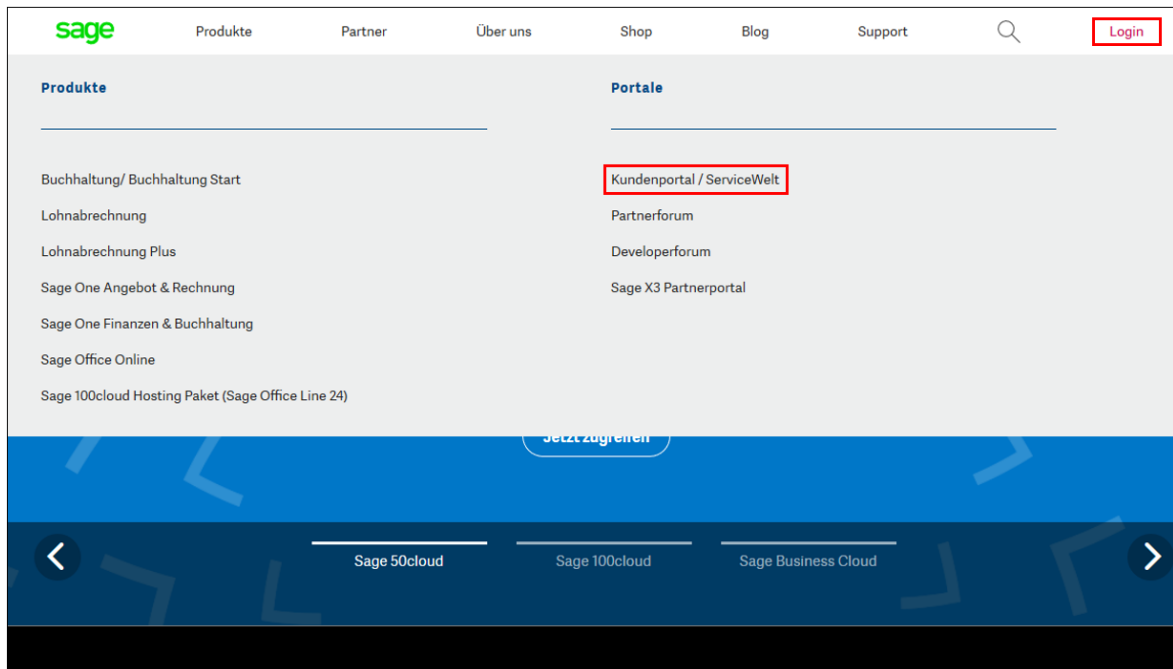 sage Produkte Partner Über uns Shop Blog Support Login
Produkte
Buchhaltung/ Buchhaltung Start
Lohnabrechnung
Lohnabrechnung Plus
Sage One Angebot & Rechnung
Sage One Finanzen & Buchhaltung
Sage Office Online
Sage 100cloud Hosting Paket (Sage Office Line 24)
Portale
Kundenportal / ServiceWelt
Partnerforum
Developerforum
Sage X3 Partnerportal
Jetzt zugreifen
Sage 50cloud Sage 100cloud Sage Business Cloud